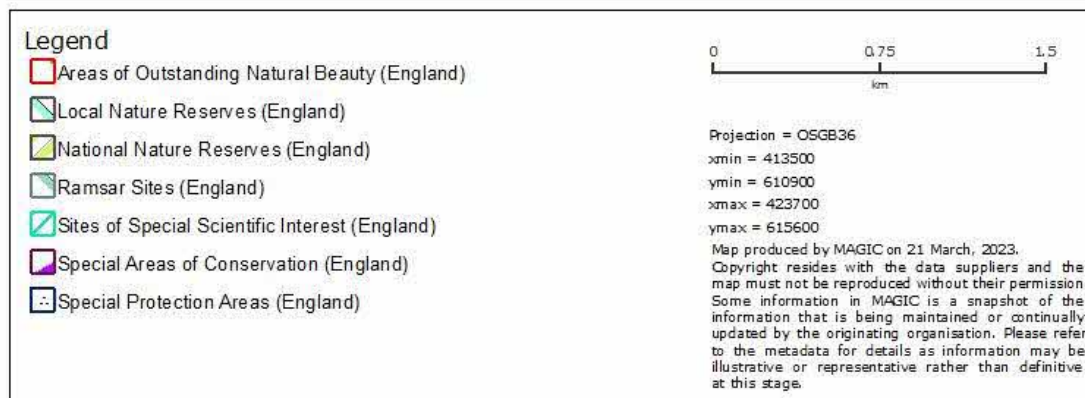 Legend
Areas of Outstanding Natural Beauty (England)
Local Nature Reserves (England)
National Nature Reserves (England)
Ramsar Sites (England)
Sites of Special Scientific Interest (England)
Special Areas of Conservation (England)
Special Protection Areas (England)
0 0.75 1.5
km
Projection = OSGB36
xmin = 413500
ymin = 610900
xmax = 423700
ymax = 615600
Map produced by MAGIC on 21 March, 2023.
Copyright resides with the data suppliers and the
map must not be reproduced without their permission
Some information in MAGIC is a snapshot of the
information that is being maintained or continually
updated by the originating organisation. Please refer
to the metadata for details as information may be
illustrative or representative rather than definitive
at this stage.